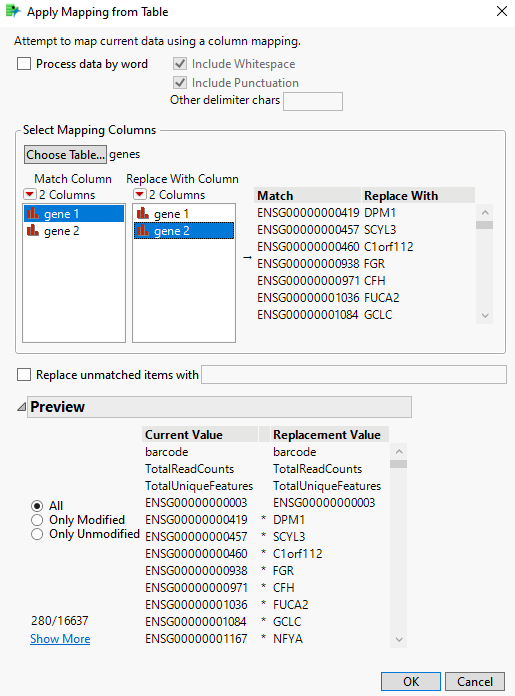 Apply Mapping from Table
Attempt to map current data using a column mapping.
Process data by word
Include Whitespace
Include Punctuation
Other delimiter chars
Select Mapping Columns
Choose Table... genes
Match Column Replace With Column
2 Columns 2 Columns
gene 1 gene 1
gene 2 gene 2
→
Match Replace With
ENSG00000000419 DPM1
ENSG00000000457 SCYL3
ENSG00000000460 C1orf112
ENSG00000000938 FGR
ENSG00000000971 CFH
ENSG00000001036 FUCA2
ENSG00000001084 GCLC
Replace unmatched items with
Preview
All
Only Modified
Only Unmodified
280/16637
Show More
Current Value Replacement Value
barcode barcode
TotalReadCounts TotalReadCounts
TotalUniqueFeatures TotalUniqueFeatures
ENSG00000000003 ENSG00000000003
ENSG00000000419 * DPM1
ENSG00000000457 * SCYL3
ENSG00000000460 * C1orf112
ENSG00000000938 * FGR
ENSG00000000971 * CFH
ENSG00000001036 * FUCA2
ENSG00000001084 * GCLC
ENSG00000001167 * NFYA
OK Cancel